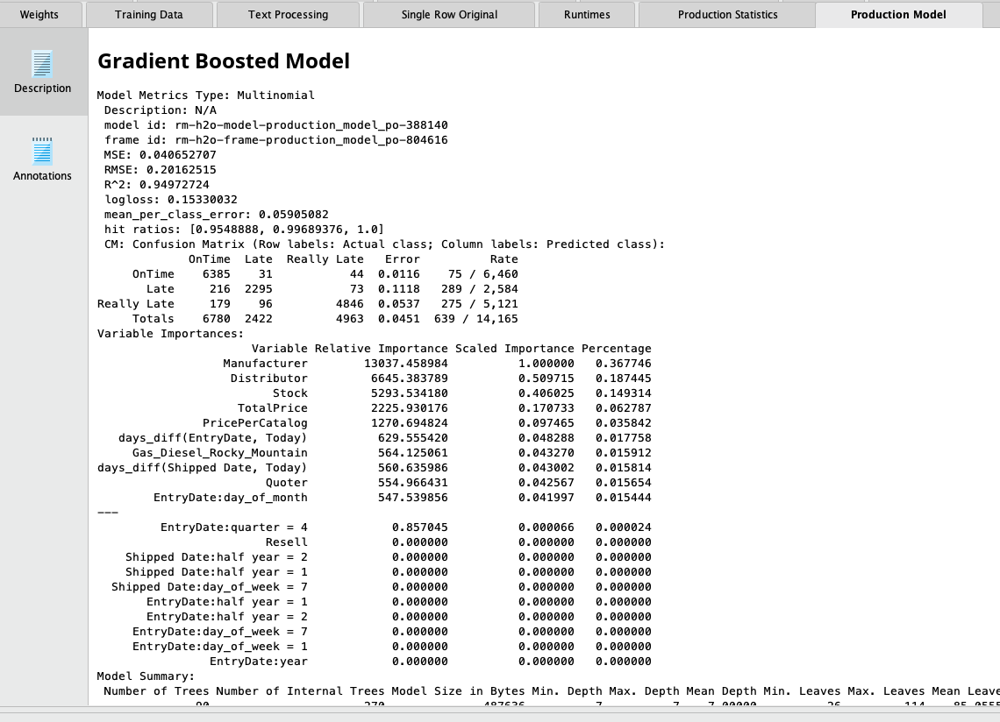 Weights Training Data Text Processing Single Row Original Runtimes Production Statistics Production Model
Description
Annotations
Gradient Boosted Model
Model Metrics Type: Multinomial
Description: N/A
model id: rm-h2o-model-production_model_po-388140
frame id: rm-h2o-frame-production_model_po-804616
MSE: 0.040652707
RMSE: 0.20162515
R^2: 0.94972724
logloss: 0.15330032
mean_per_class_error: 0.05905082
hit ratios: [0.9548888, 0.99689376, 1.0]
CM: Confusion Matrix (Row labels: Actual class; Column labels: Predicted class):
OnTime Late Really Late Error Rate
OnTime 6385 31 44 0.0116 75 / 6,460
Late 216 2295 73 0.1118 289 / 2,584
Really Late 179 96 4846 0.0537 275 / 5,121
Totals 6780 2422 4963 0.0451 639 / 14,165
Variable Importances:
Variable Relative Importance Scaled Importance Percentage
Manufacturer 13037.458984 1.000000 0.367746
Distributor 6645.383789 0.509715 0.187445
Stock 5293.534180 0.406025 0.149314
TotalPrice 2225.930176 0.170733 0.062787
PricePerCatalog 1270.694824 0.097465 0.035842
days_diff(EntryDate, Today) 629.555420 0.048288 0.017758
Gas_Diesel_Rocky_Mountain 564.125061 0.043270 0.015912
days_diff(Shipped Date, Today) 560.635986 0.043002 0.015814
Quoter 554.966431 0.042567 0.015654
EntryDate:day_of_month 547.539856 0.041997 0.015444
---
EntryDate:quarter = 4 0.857045 0.000066 0.000024
Resell 0.000000 0.000000 0.000000
Shipped Date:half year = 2 0.000000 0.000000 0.000000
Shipped Date:half year = 1 0.000000 0.000000 0.000000
Shipped Date:day_of_week = 7 0.000000 0.000000 0.000000
EntryDate:half year = 1 0.000000 0.000000 0.000000
EntryDate:half year = 2 0.000000 0.000000 0.000000
EntryDate:day_of_week = 7 0.000000 0.000000 0.000000
EntryDate:day_of_week = 1 0.000000 0.000000 0.000000
EntryDate:year 0.000000 0.000000 0.000000
Model Summary:
Number of Trees Number of Internal Trees Model Size in Bytes Min. Depth Max. Depth Mean Depth Min. Leaves Max. Leaves Mean Leave